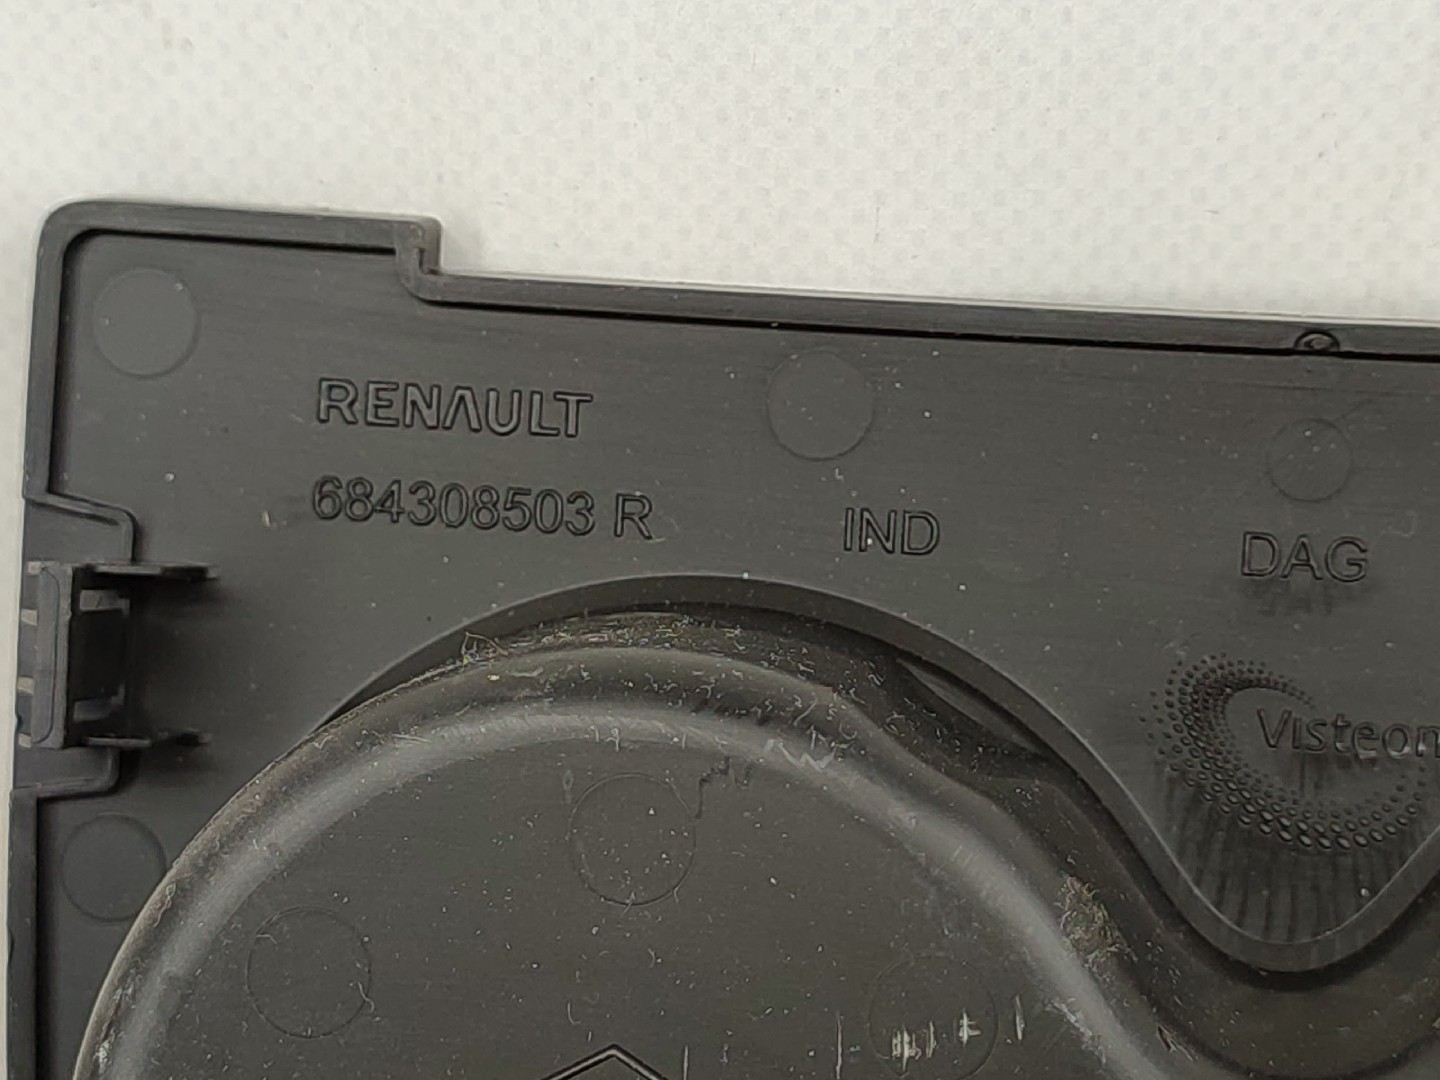 RENAULT
684308503 R
IND
DAG
Visteon